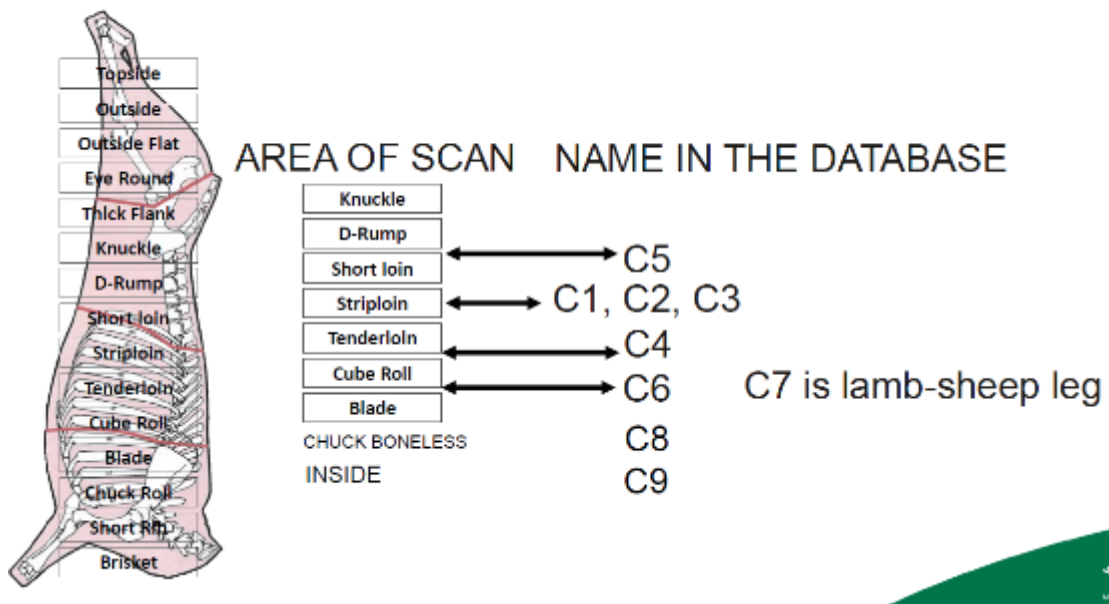 Topside
Outside
Outside Flat
Eye Round
Thick Flank
Knuckle
D-Rump
Short loin
Striploin
Tenderloin
Cube Roll
Blade
Chuck Roll
Short Rib
Brisket
AREA OF SCAN
Knuckle
D-Rump
Short loin
Striploin
Tenderloin
Cube Roll
Blade
CHUCK BONELESS
INSIDE
NAME IN THE DATABASE
C5
C1, C2, C3
C4
C6
C8
C9
C7 is lamb-sheep leg